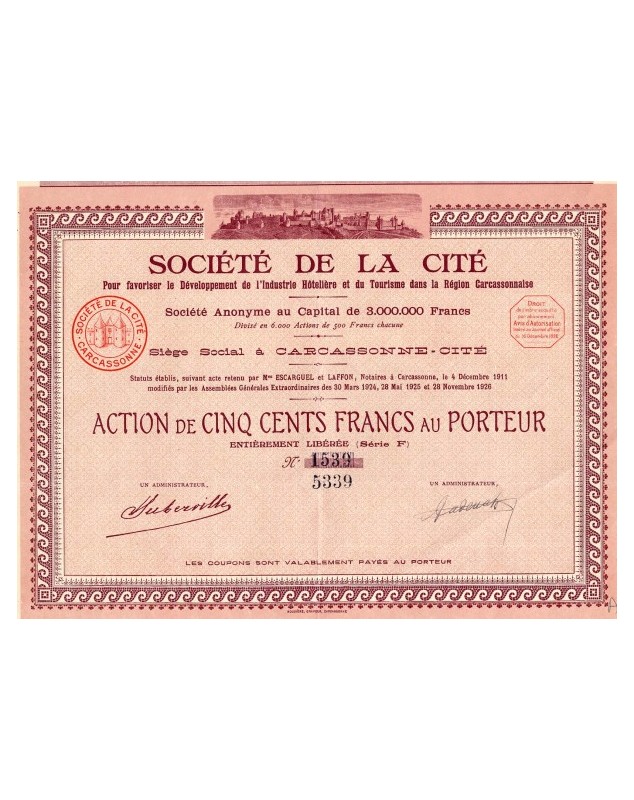 SOCIÉTÉ DE LA CITÉ
Pour favoriser le Développement de l'Industrie Hôtelière et du Tourisme dans la Région Carcassonnaise
Société Anonyme au Capital de 3.000.000 Francs
Divisé en 6.000 Actions de 500 Francs chacune
SOCIÉTÉ DE LA CITÉ
CARCASSONNE
Droit
Avis d'Autorisation
Siège Social à CARCASSONNE-CITÉ
Statuts établis, suivant acte retenu par Mes ESCARGUEL et LAFFON, Notaires à Carcassonne, le 4 Décembre 1911
modifiés par les Assemblées Générales Extraordinaires des 30 Mars 1924, 28 Mai 1925 et 28 Novembre 1926
ACTION DE CINQ CENTS FRANCS AU PORTEUR
ENTIÈREMENT LIBÉRÉE (Série F)
No 1539
5339
UN ADMINISTRATEUR,
UN ADMINISTRATEUR,
LES COUPONS SONT VALABLEMENT PAYÉS AU PORTEUR